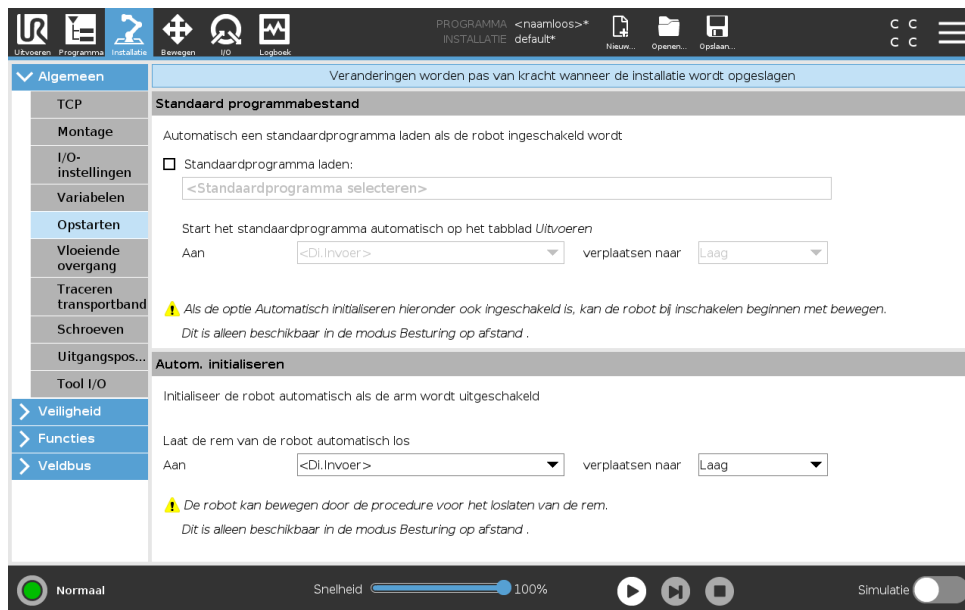 PROGRAMMA <naamloos>*
INSTALLATIE default*
Uitvoeren Programma Installatie Bewegen I/O Logboek Nieuw... Openen... Opslaan...
C C
C C
Algemeen
TCP
Montage
I/O-
instellingen
Variabelen
Opstarten
Vloeiende
overgang
Traceren
transportband
Schroeven
Uitgangspos...
Tool I/O
Veiligheid
Functies
Veldbus
Veranderingen worden pas van kracht wanneer de installatie wordt opgeslagen
Standaard programmabestand
Automatisch een standaardprogramma laden als de robot ingeschakeld wordt
Standaardprogramma laden:
<Standaardprogramma selecteren>
Start het standaardprogramma automatisch op het tabblad Uitvoeren
Aan <Di.Invoer> verplaatsen naar Laag
Als de optie Automatisch initialiseren hieronder ook ingeschakeld is, kan de robot bij inschakelen beginnen met bewegen.
Dit is alleen beschikbaar in de modus Besturing op afstand .
Autom. initialiseren
Initialiseer de robot automatisch als de arm wordt uitgeschakeld
Laat de rem van de robot automatisch los
Aan <Di.Invoer> verplaatsen naar Laag
De robot kan bewegen door de procedure voor het loslaten van de rem.
Dit is alleen beschikbaar in de modus Besturing op afstand .
Normaal Snelheid 100% Simulatie